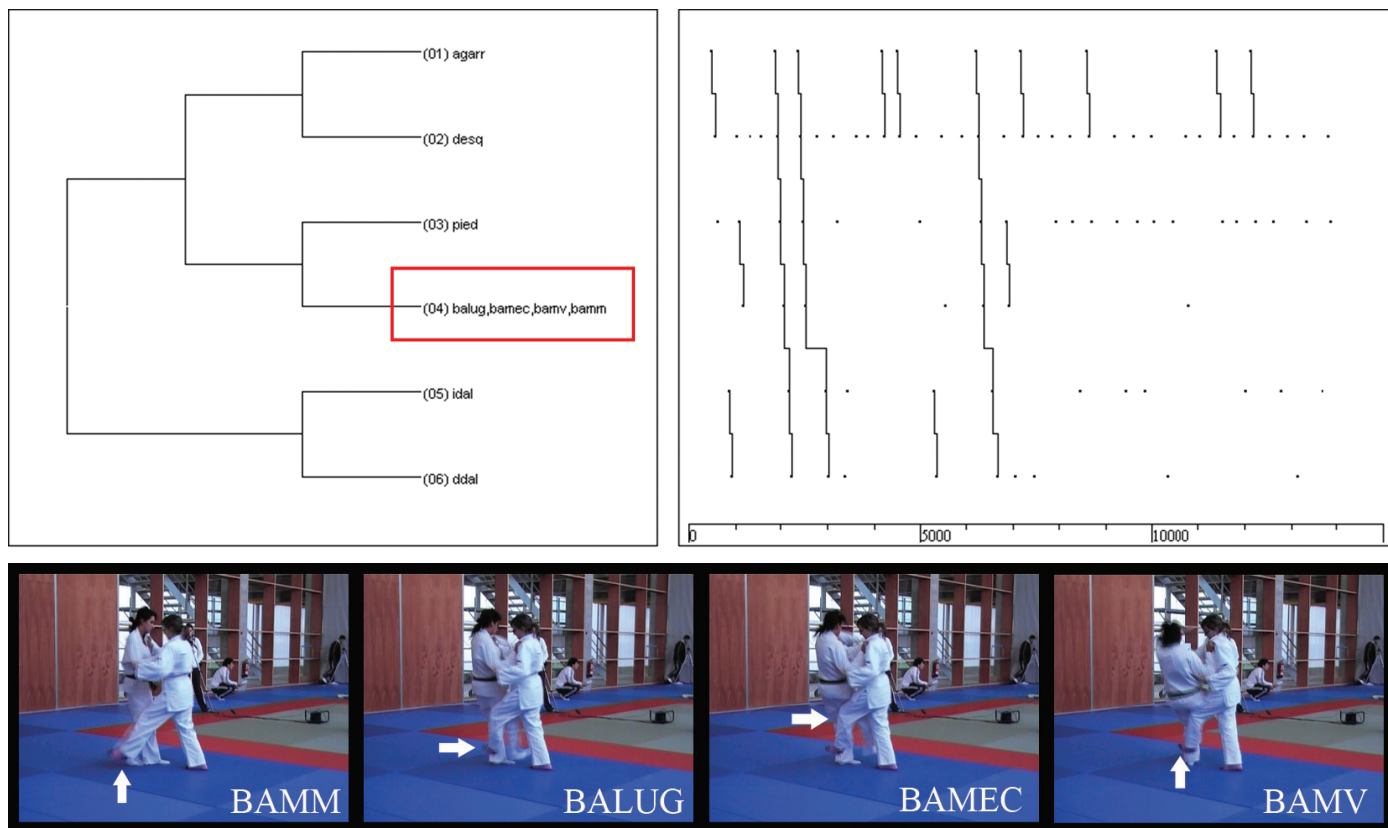 (01) agarr
(02) desq
(03) pied
(04) balug,bamec,bamv,bamm
(05) idal
(06) ddal
0 5000 10000
BAMM BALUG BAMEC BAMV